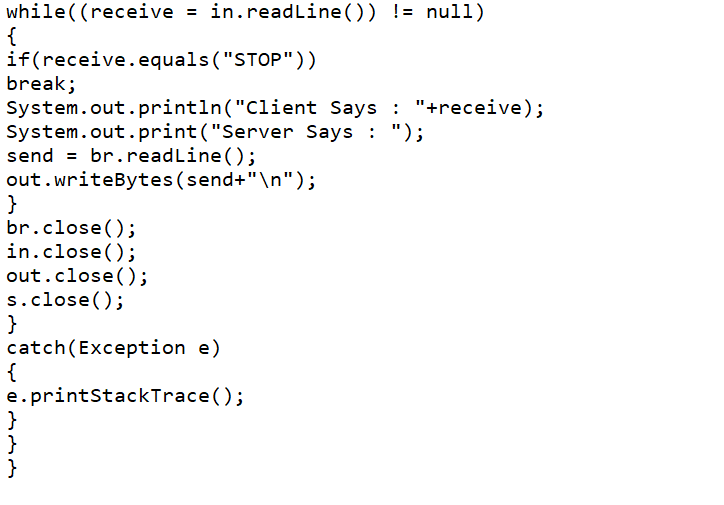 while((receive = in.readLine()) != null)
{
if(receive.equals("STOP"))
break;
System.out.println("Client Says : "+receive);
System.out.print("Server Says : ");
send = br.readLine();
out.writeBytes(send+"\n");
}
br.close();
in.close();
out.close();
s.close();
}
catch(Exception e)
{
e.printStackTrace();
}
}
}